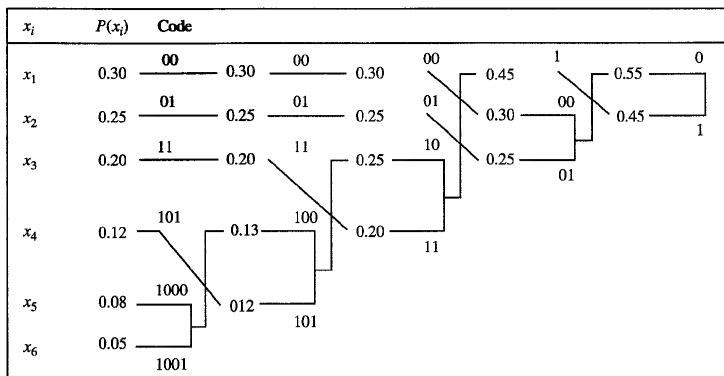 xi P(xi) Code
00 00 00 1 0
x1 0.30 0.30 0.30 0.45 0.55
01 01 01 00
x2 0.25 0.25 0.25 0.30 0.45
11 11 10 1
x3 0.20 0.20 0.25 0.25
01
101 100
x4 0.12 0.13 0.20
11
1000
x5 0.08 012
101
x6 0.05
1001